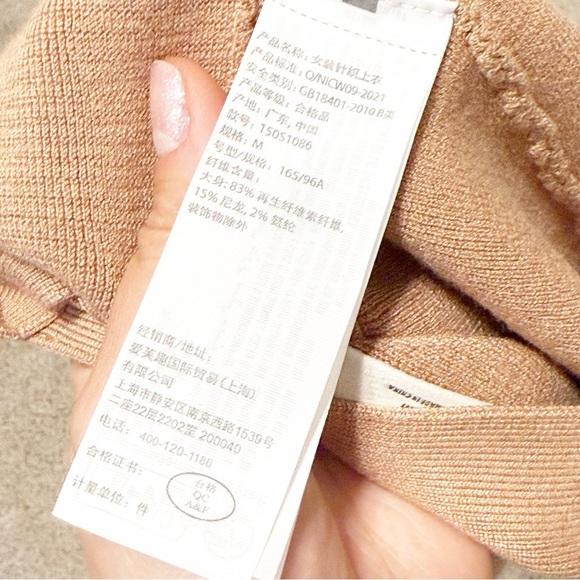 产品名称: 女装针织上衣
产品标准: Q/NICW09-2021
安全类别: GB18401-2010 B类
产品等级: 合格品
产地: 广东, 中国
款号: 150S1086
规格: M
号型/规格: 165/96A
纤维含量:
大身: 83% 再生纤维素纤维,
15% 尼龙, 2% 氨纶
装饰物除外
经销商/地址:
爱芙趣国际贸易(上海)
有限公司
上海市静安区南京西路1539号
二座22层2202室 200040
电话: 400-120-1186
合格证书:
合格
QC
A&F
计量单位: 件
MADE IN CHINA